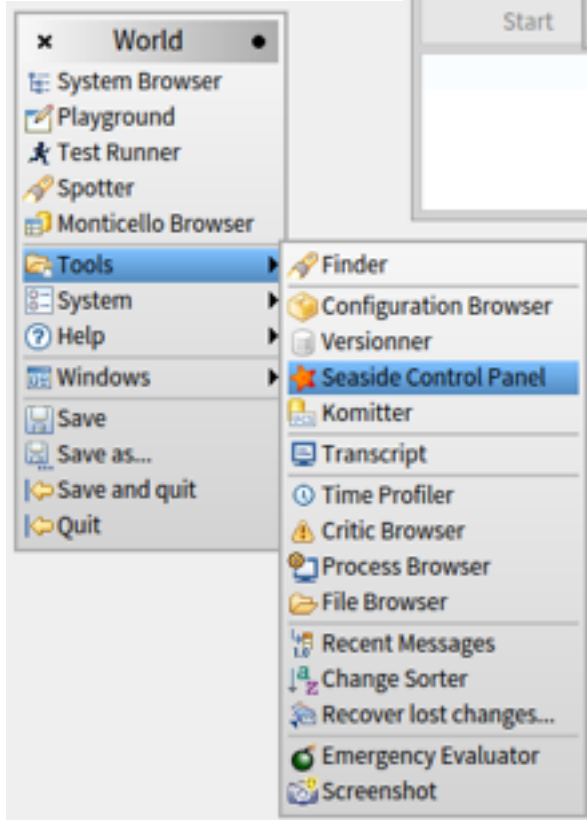 Start
World
System Browser
Playground
Test Runner
Spotter
Monticello Browser
Tools
System
Help
Windows
Save
Save as...
Save and quit
Quit
Finder
Configuration Browser
Versionner
Seaside Control Panel
Komitter
Transcript
Time Profiler
Critic Browser
Process Browser
File Browser
Recent Messages
Change Sorter
Recover lost changes...
Emergency Evaluator
Screenshot